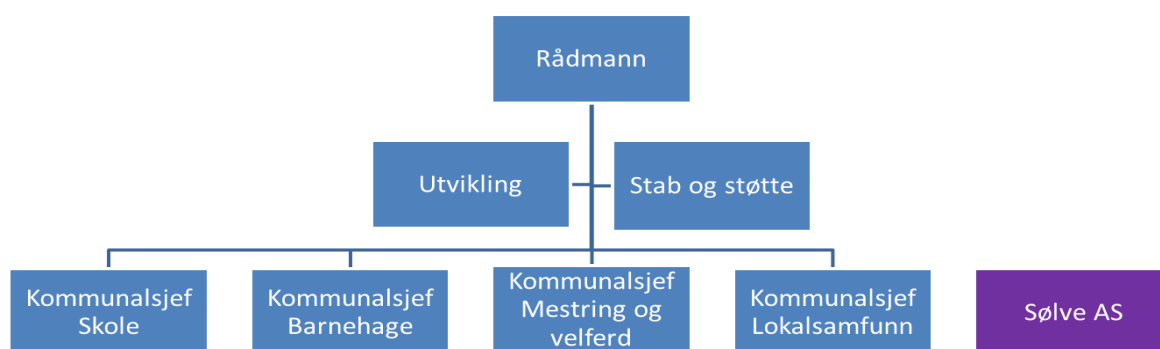 Rådmann
Utvikling
Stab og støtte
Kommunalsjef
Skole
Kommunalsjef
Barnehage
Kommunalsjef
Mestring og
velferd
Kommunalsjef
Lokalsamfunn
Sølve AS